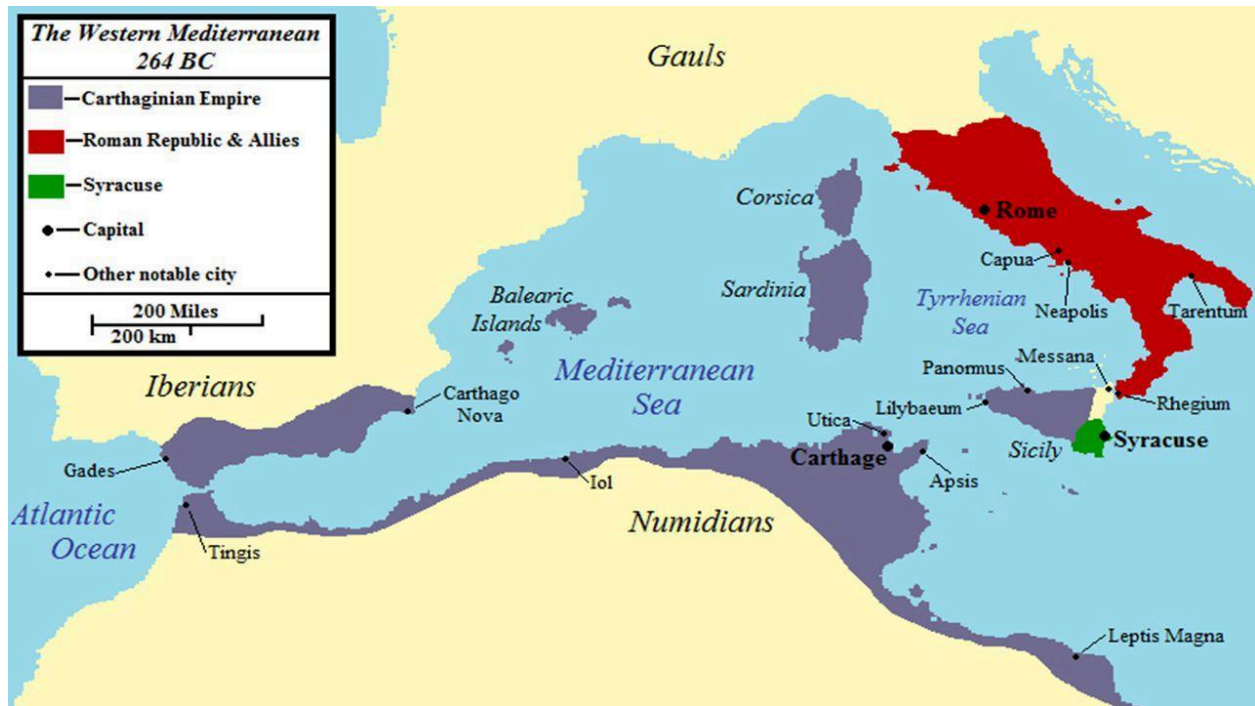 The Western Mediterranean
264 BC
Carthaginian Empire
Roman Republic & Allies
Syracuse
Capital
Other notable city
200 Miles
200 km
Gauls
Corsica
Rome
Capua
Sardinia
Balearic
Islands
Tyrrhenian
Sea
Neapolis
Tarentum
Messana
Mediterranean
Sea
Panormus
Iberians
Carthago
Nova
Lilybaeum
Rhegium
Utica
Syracuse
Sicily
Carthage
Gades
Iol
Apsis
Atlantic
Ocean
Numidians
Tingis
Leptis Magna